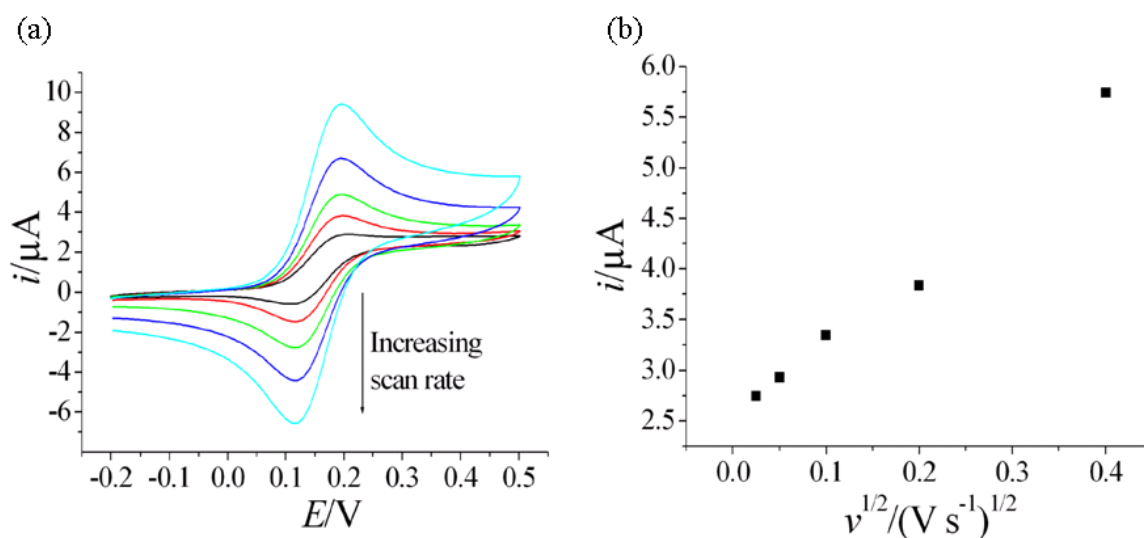 (a)
10
8
6
4
2
0
-2
-4
-6
i/µA
Increasing
scan rate
-0.2 -0.1 0.0 0.1 0.2 0.3 0.4 0.5
E/V
(b)
6.0
5.5
5.0
4.5
4.0
3.5
3.0
2.5
i/µA
0.0 0.1 0.2 0.3 0.4
v^1/2/(V s^-1)^1/2